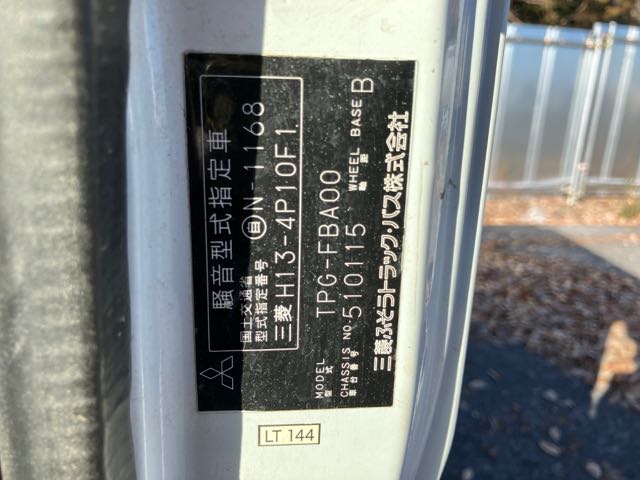 騒音型式指定車
国土交通省
型式指定番号 自N-1168
三菱 H13-4P10F1.
MODEL
型式 TPG-FBA00
CHASSIS NO.
車台番号 510115 WHEEL BASE
軸距 B
三菱ふそうトラック・バス株式会社
LT 144